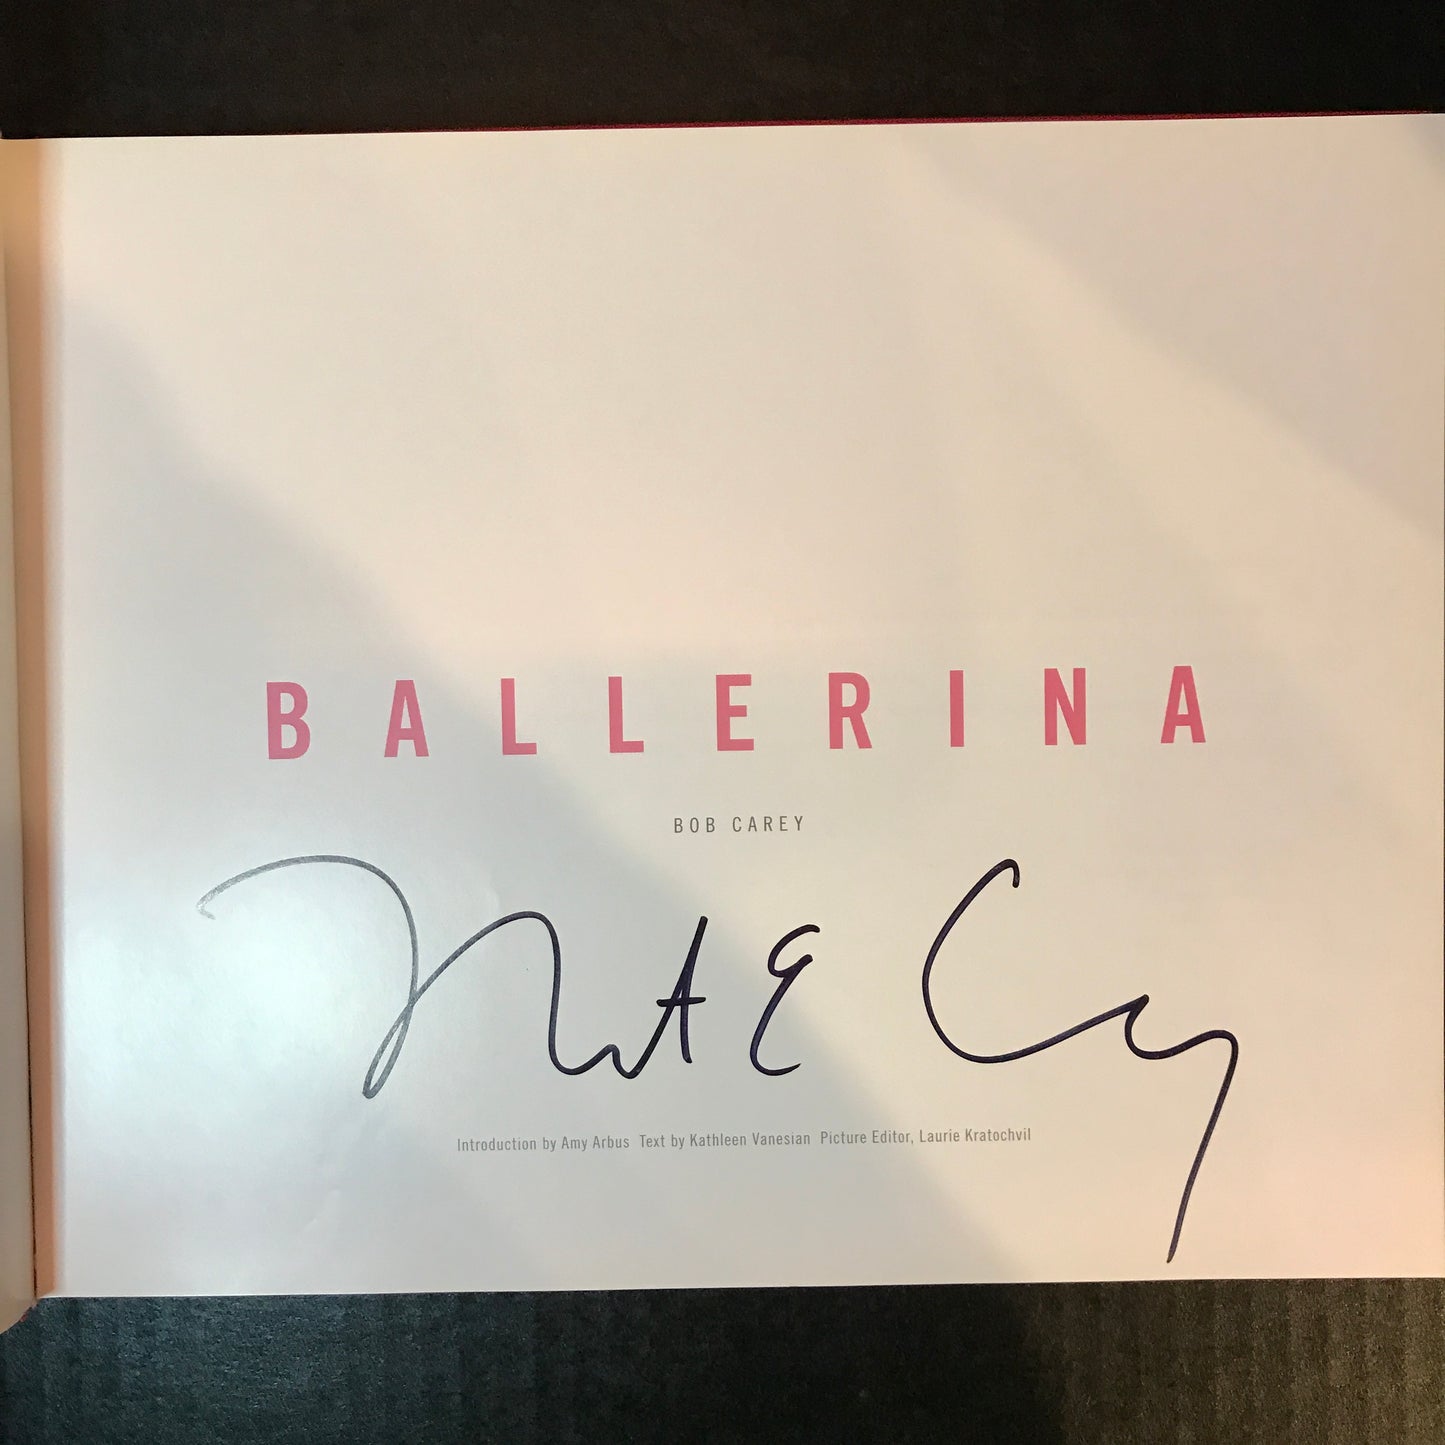 BALLERINA
BOB CAREY
Introduction by Amy Arbus Text by Kathleen Vanesian Picture Editor, Laurie Kratochvil